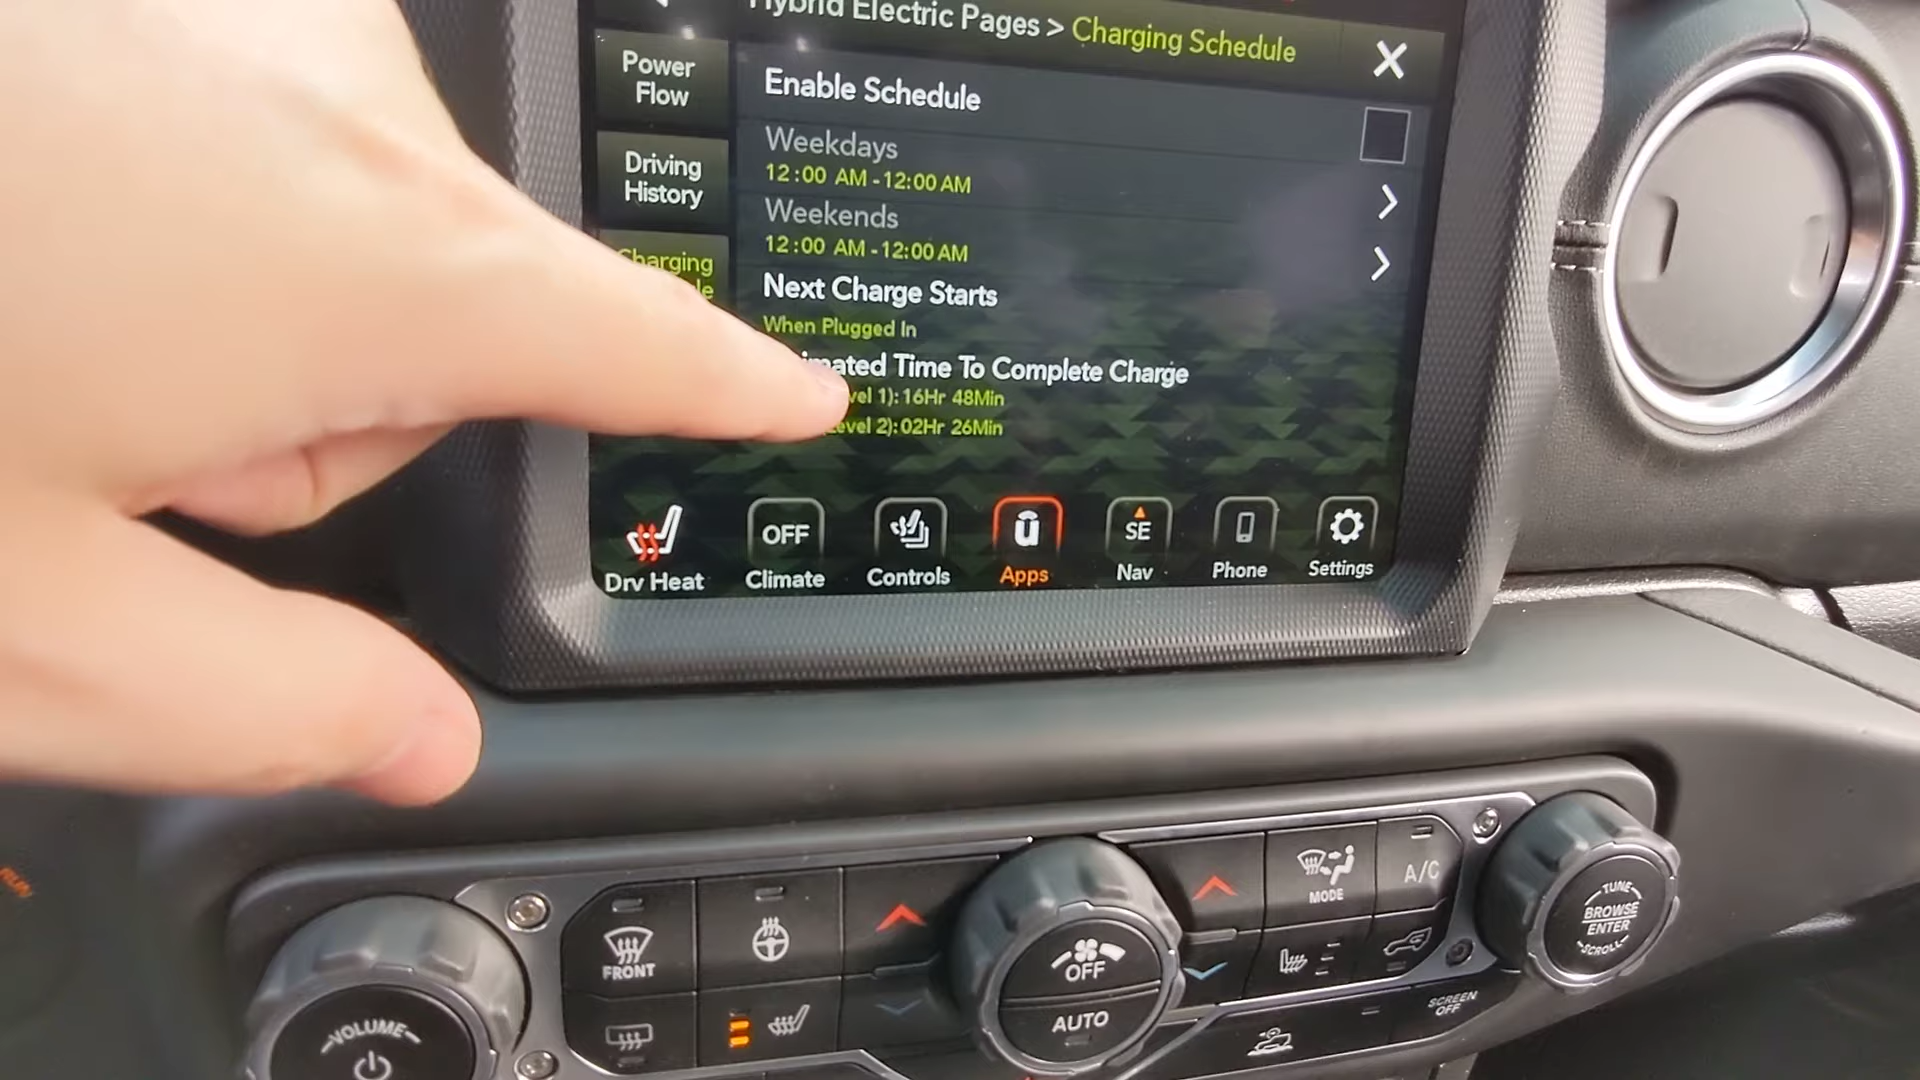 Hybrid Electric Pages > Charging Schedule
Power
Flow
Enable Schedule
Weekdays
12:00 AM - 12:00 AM
Driving
History
Weekends
12:00 AM - 12:00 AM
Charging
Next Charge Starts
When Plugged In
Time To Complete Charge
1): 16Hr 48Min
Level 2): 02Hr 26Min
Drv Heat
OFF
Climate
Controls
Apps
SE
Nav
Phone
Settings
RUN
FRONT
MODE
A/C
OFF
AUTO
TUNE
BROWSE
ENTER
SCROLL
SCREEN
OFF
VOLUME